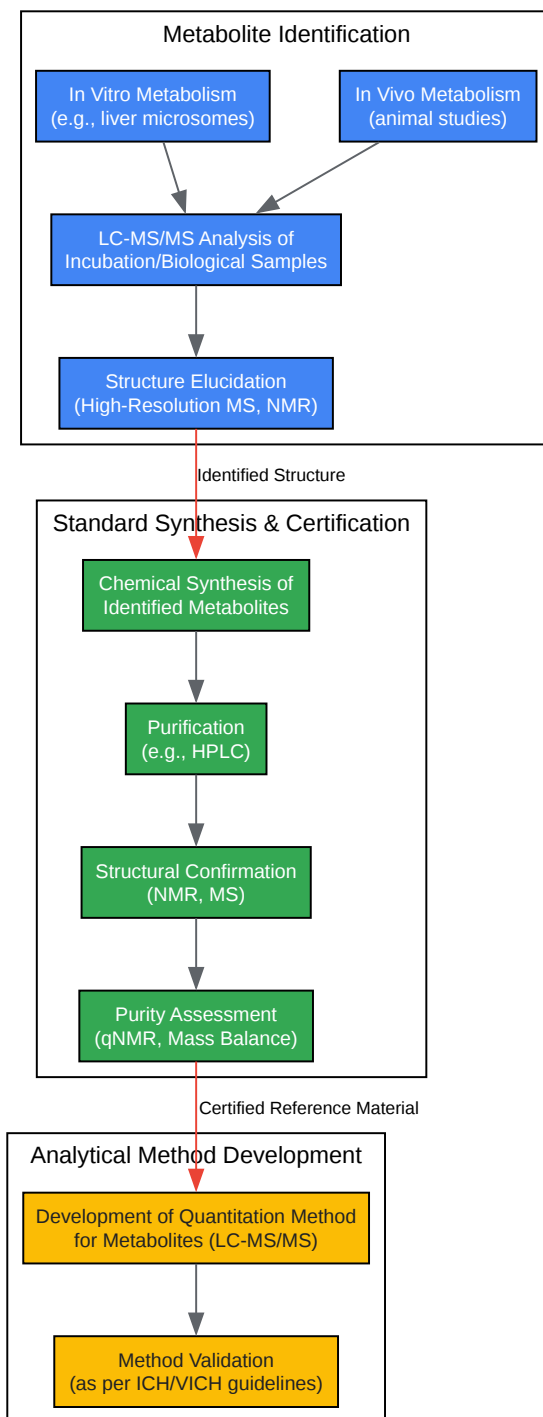 Metabolite Identification
In Vitro Metabolism
(e.g., liver microsomes)
In Vivo Metabolism
(animal studies)
LC-MS/MS Analysis of
Incubation/Biological Samples
Structure Elucidation
(High-Resolution MS, NMR)
Identified Structure
Standard Synthesis & Certification
Chemical Synthesis of
Identified Metabolites
Purification
(e.g., HPLC)
Structural Confirmation
(NMR, MS)
Purity Assessment
(qNMR, Mass Balance)
Certified Reference Material
Analytical Method Development
Development of Quantitation Method
for Metabolites (LC-MS/MS)
Method Validation
(as per ICH/VICH guidelines)